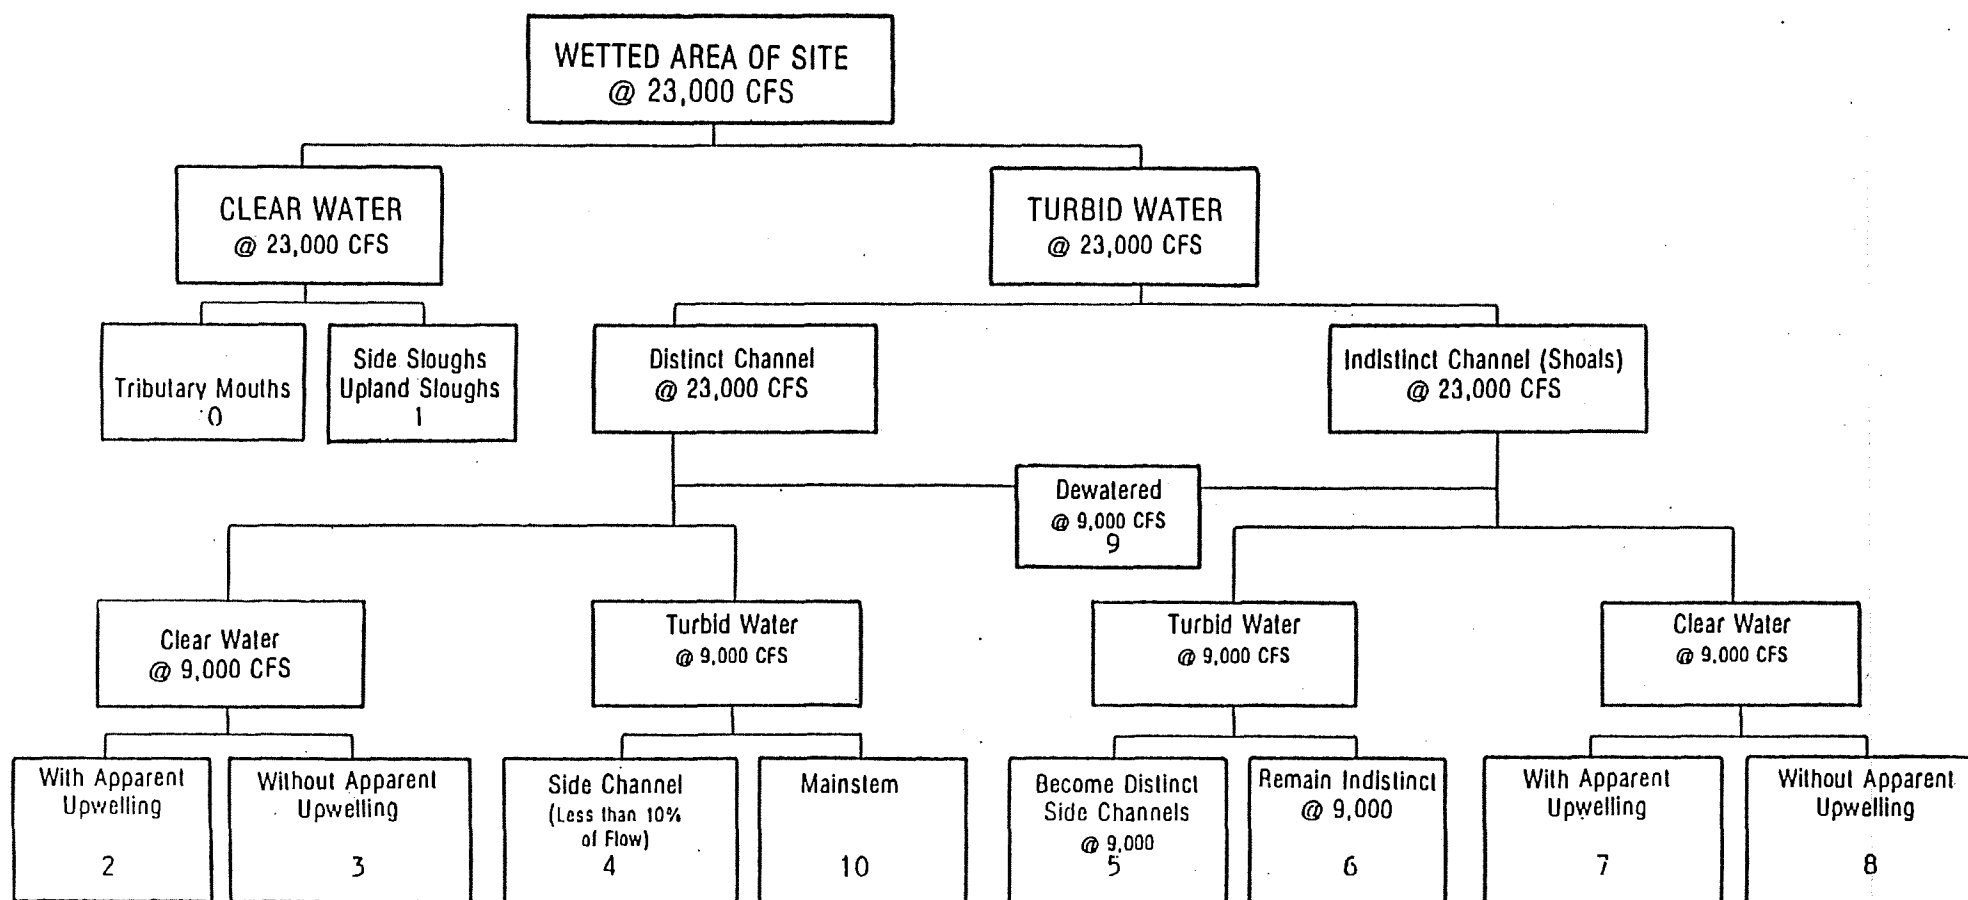 WETTED AREA OF SITE
@ 23,000 CFS
CLEAR WATER
@ 23,000 CFS
TURBID WATER
@ 23,000 CFS
Tributary Mouths
0
Side Sloughs
Upland Sloughs
1
Distinct Channel
@ 23,000 CFS
Indistinct Channel (Shoals)
@ 23,000 CFS
Dewatered
@ 9,000 CFS
9
Clear Water
@ 9,000 CFS
Turbid Water
@ 9,000 CFS
Turbid Water
@ 9,000 CFS
Clear Water
@ 9,000 CFS
With Apparent
Upwelling
2
Without Apparent
Upwelling
3
Side Channel
(Less than 10%
of Flow)
4
Mainstem
10
Become Distinct
Side Channels
@ 9,000
5
Remain Indistinct
@ 9,000
6
With Apparent
Upwelling
7
Without Apparent
Upwelling
8